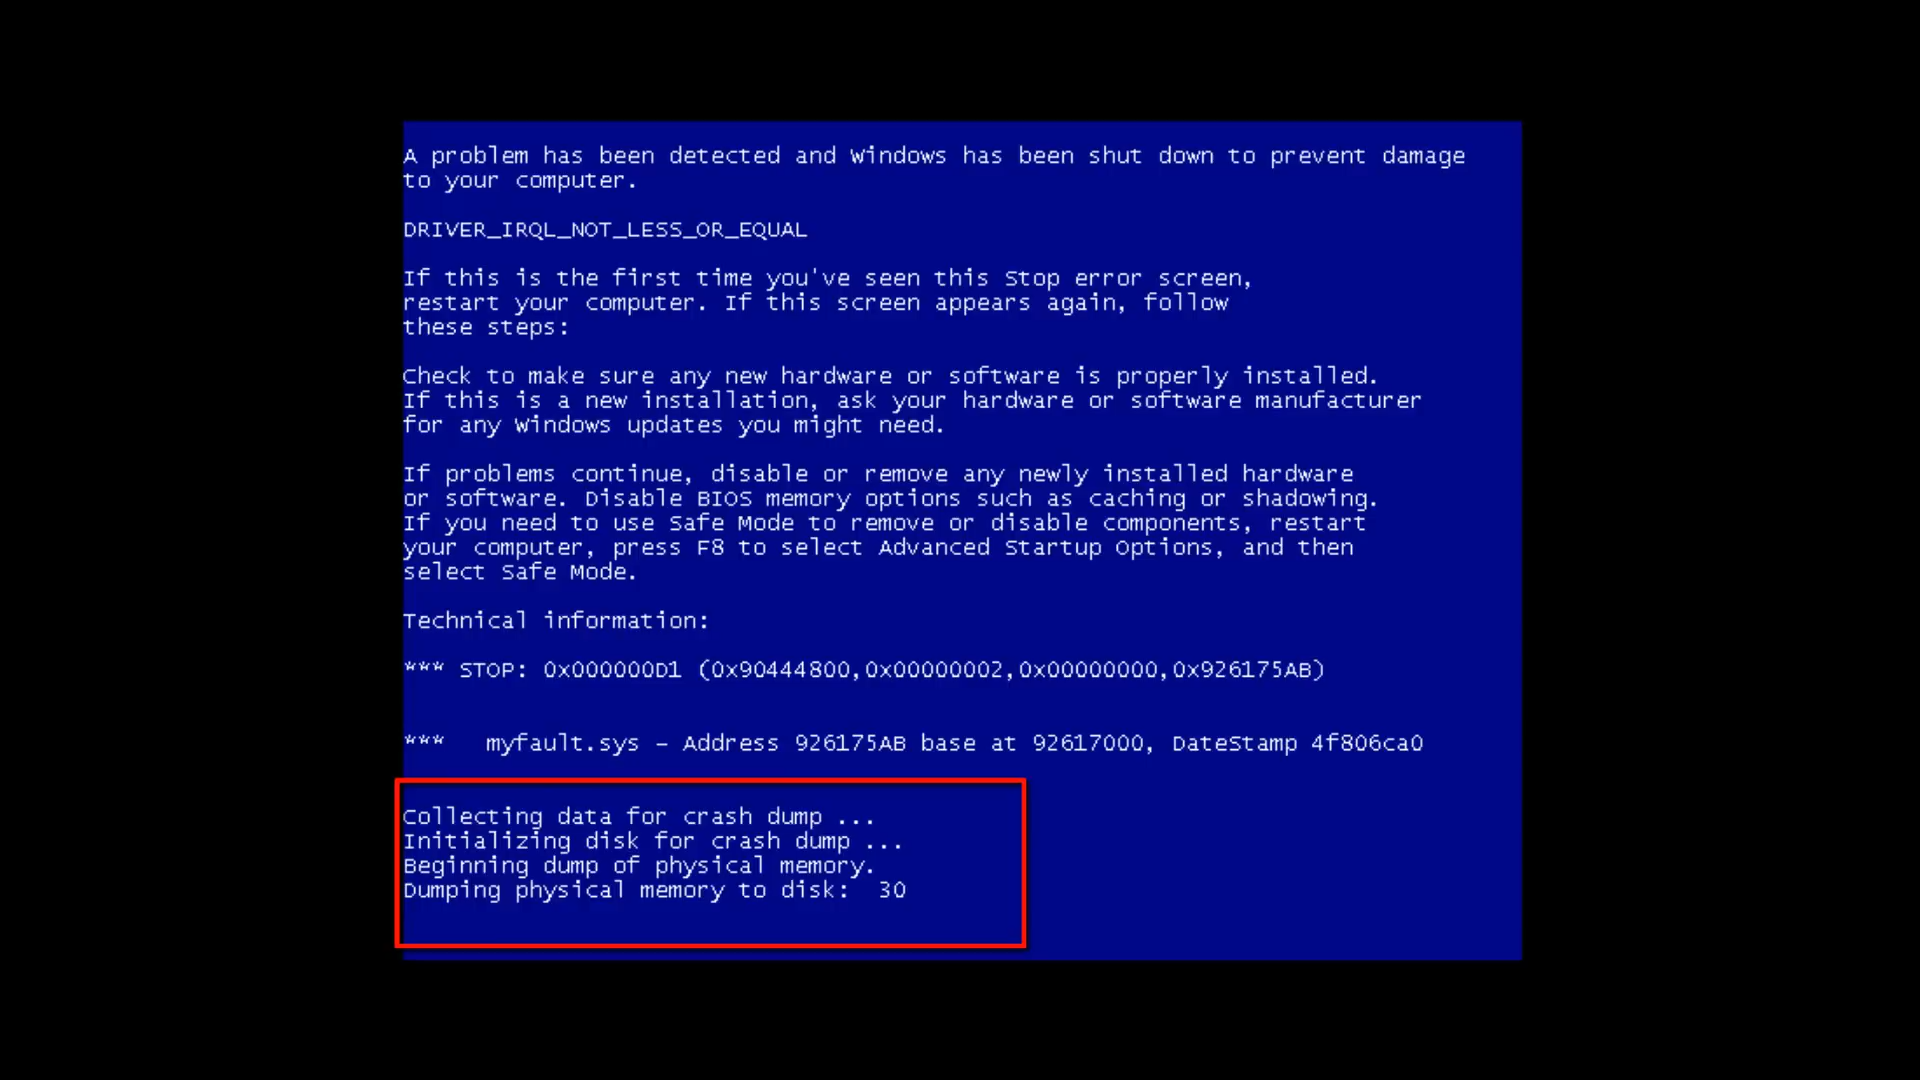 A problem has been detected and Windows has been shut down to prevent damage
to your computer.
DRIVER_IRQL_NOT_LESS_OR_EQUAL
If this is the first time you've seen this Stop error screen,
restart your computer. If this screen appears again, follow
these steps:
Check to make sure any new hardware or software is properly installed.
If this is a new installation, ask your hardware or software manufacturer
for any Windows updates you might need.
If problems continue, disable or remove any newly installed hardware
or software. Disable BIOS memory options such as caching or shadowing.
If you need to use Safe Mode to remove or disable components, restart
your computer, press F8 to select Advanced Startup Options, and then
select Safe Mode.
Technical information:
*** STOP: 0x000000D1 (0x90444800,0x00000002,0x00000000,0x926175AB)
*** myfault.sys – Address 926175AB base at 92617000, DateStamp 4f806ca0
Collecting data for crash dump ...
Initializing disk for crash dump ...
Beginning dump of physical memory.
Dumping physical memory to disk: 30